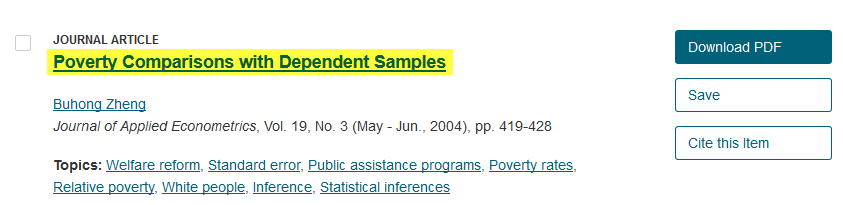 JOURNAL ARTICLE
Poverty Comparisons with Dependent Samples
Buhong Zheng
Journal of Applied Econometrics, Vol. 19, No. 3 (May - Jun., 2004), pp. 419-428
Topics: Welfare reform, Standard error, Public assistance programs, Poverty rates,
Relative poverty, White people, Inference, Statistical inferences
Download PDF
Save
Cite this Item